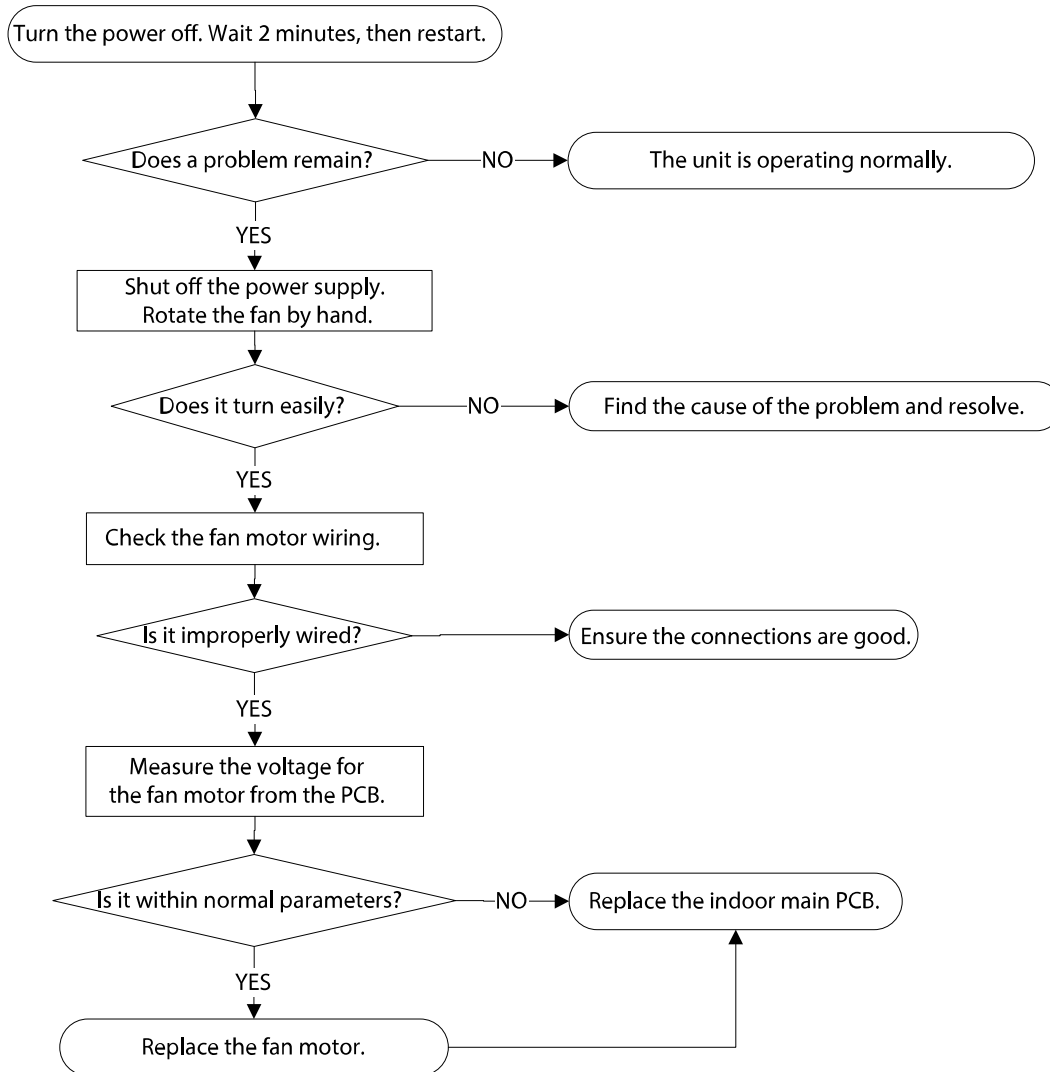 Turn the power off. Wait 2 minutes, then restart.
Does a problem remain?
NO
The unit is operating normally.
YES
Shut off the power supply.
Rotate the fan by hand.
Does it turn easily?
NO
Find the cause of the problem and resolve.
YES
Check the fan motor wiring.
Is it improperly wired?
Ensure the connections are good.
YES
Measure the voltage for
the fan motor from the PCB.
Is it within normal parameters?
NO
Replace the indoor main PCB.
YES
Replace the fan motor.